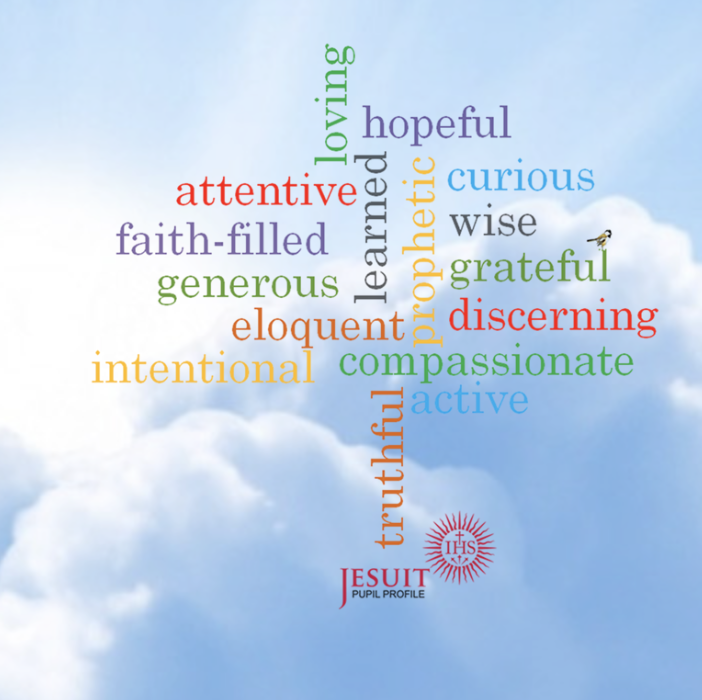 loving
hopeful
learned
prophetic
attentive
curious
wise
faith-filled
grateful
generous
discerning
eloquent
compassionate
intentional
active
truthful
IHS
JESUIT
PUPIL PROFILE